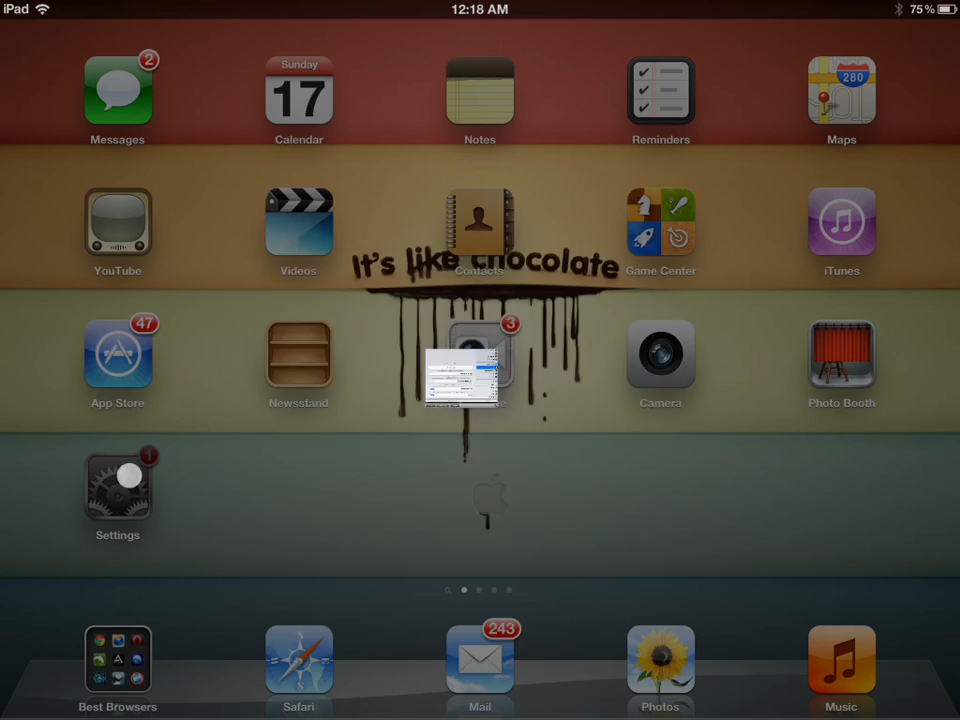 iPad 12:18 AM 75%
2 Sunday
17 280
Messages Calendar Notes Reminders Maps
YouTube Videos Contacts Game Center iTunes
It's like chocolate
47 3
App Store Newsstand Camera Photo Booth
1
Settings
243
Best Browsers Safari Mail Photos Music